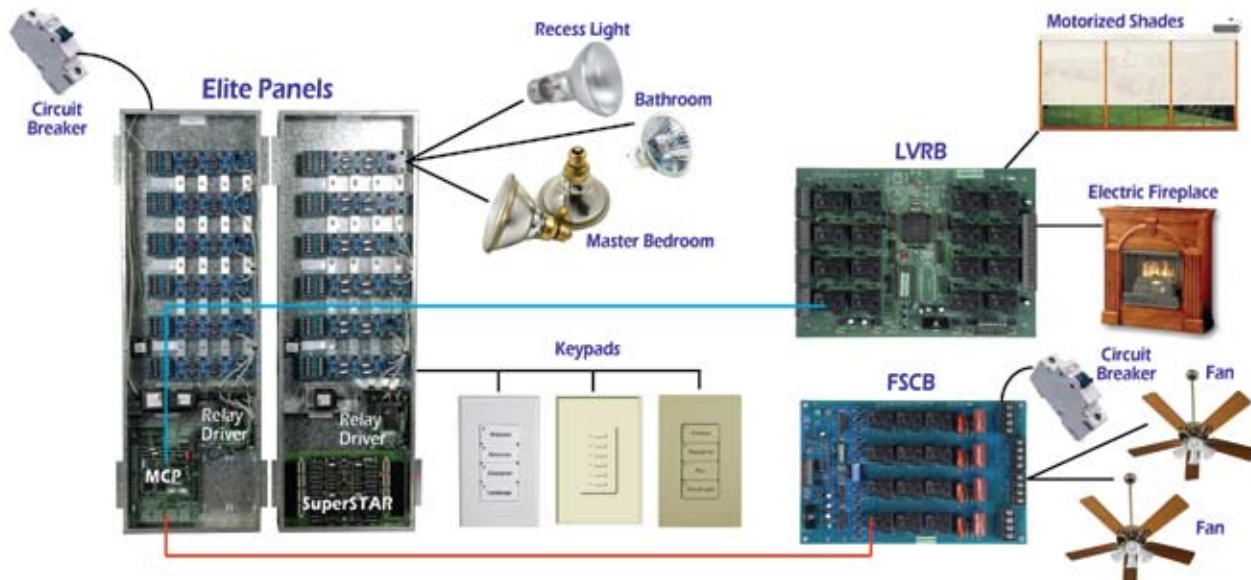 Motorized Shades
Recess Light
Elite Panels
Circuit
Breaker
Bathroom
LVRB
Electric Fireplace
Master Bedroom
Keypads
Circuit
Breaker
Fan
FSCB
Relay
Driver
Relay
Driver
MCP
SuperSTAR
Fan